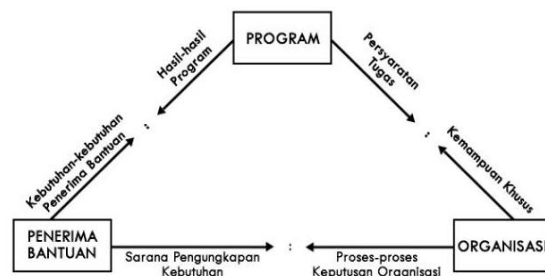 PROGRAM
Hasil-hasil
Program
Persyaratan
Tugas
:
:
Kebutuhan-kebutuhan
Penerima Bantuan
Kemampuan Khusus
PENERIMA
BANTUAN
Sarana Pengungkapan
Kebutuhan
:
Proses-proses
Keputusan Organisasi
ORGANISASI